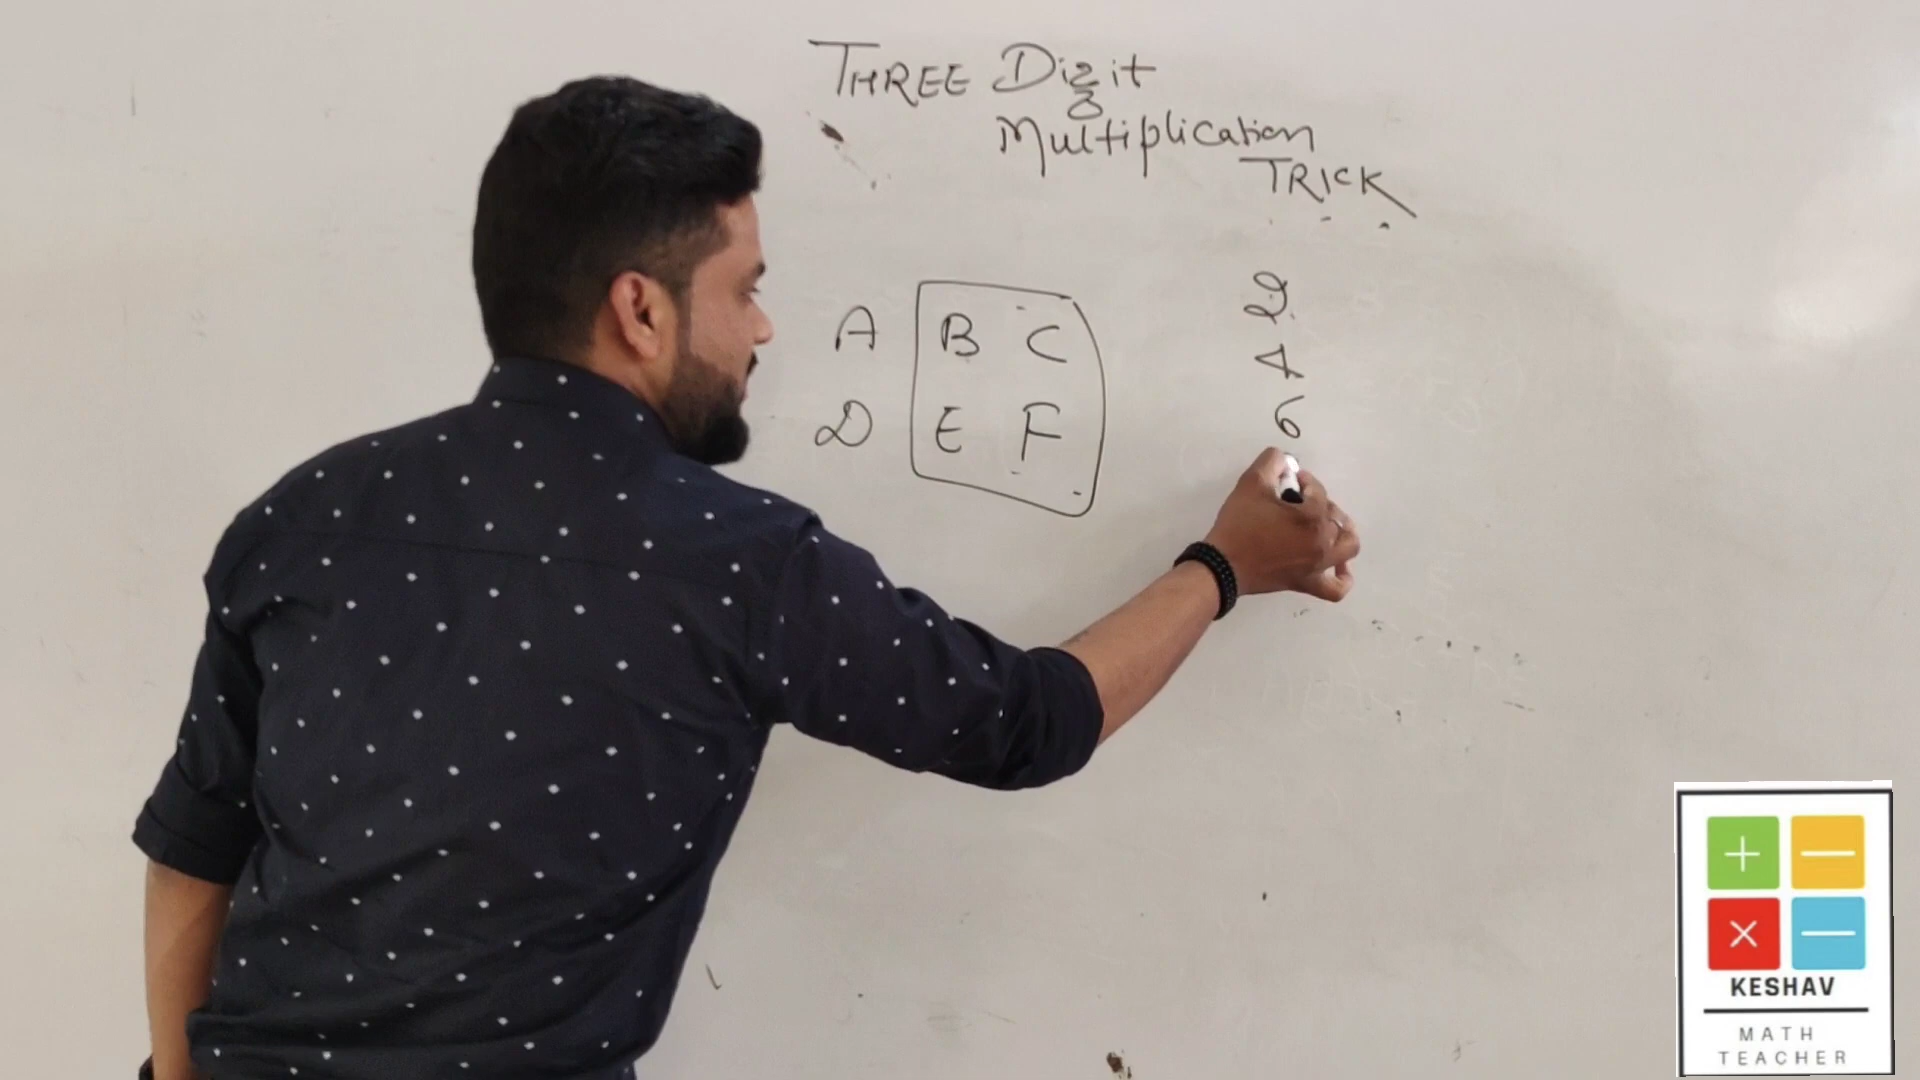 THREE Digit
Multiplication
TRICK
A B C
D E F
2
4
6
KESHAV
MATH
TEACHER